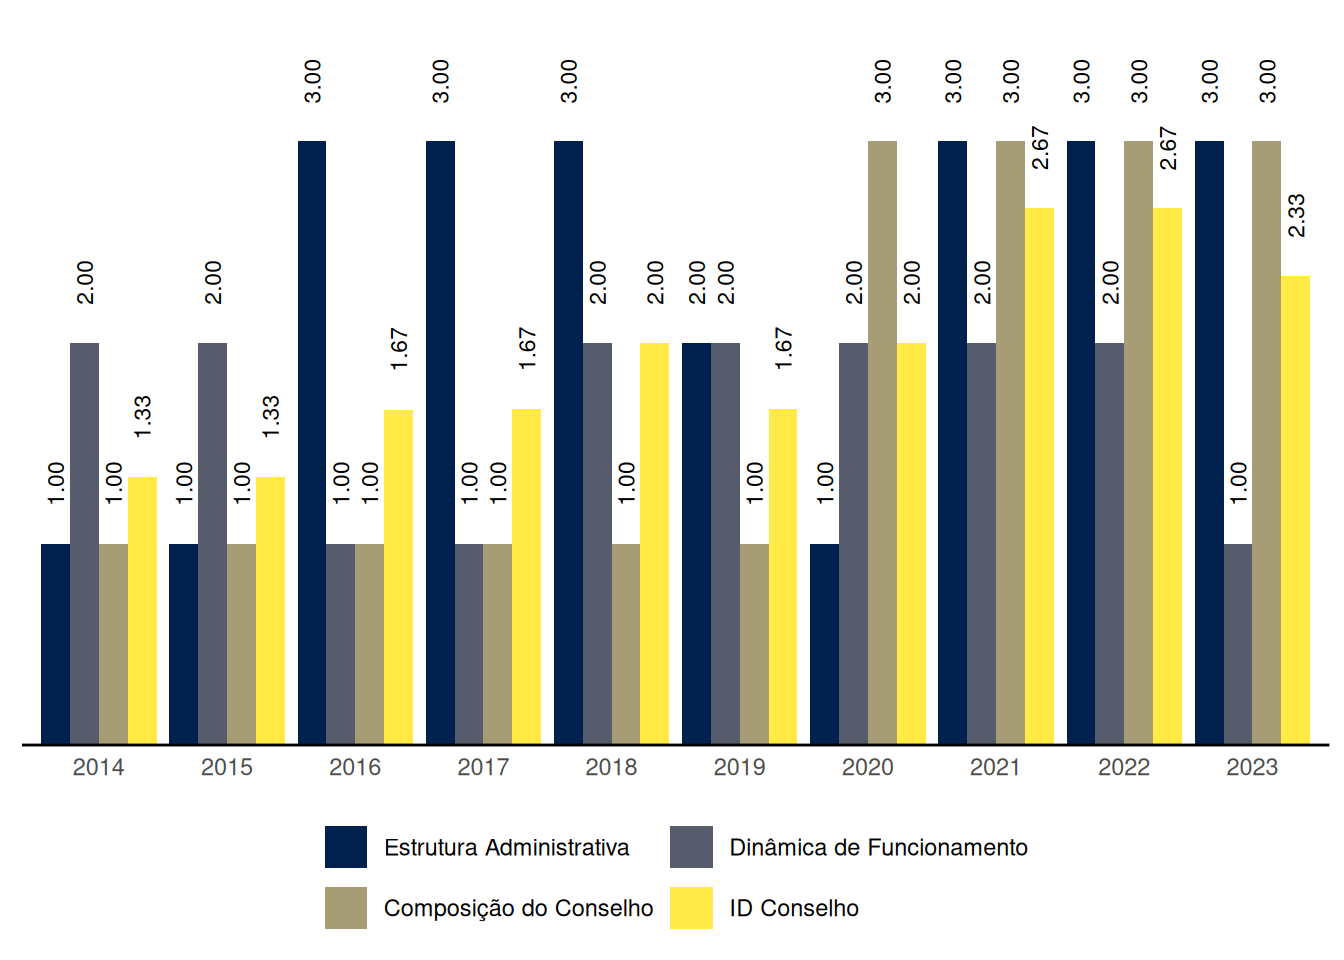 3.00 3.00 3.00 3.00 3.00 3.00 3.00 3.00 3.00 3.00
2.67 2.67
2.33
2.00 2.00 2.00 2.00 2.00 2.00 2.00 2.00 2.00 2.00
1.67 1.67 1.67
1.33 1.33
1.00 1.00 1.00 1.00 1.00 1.00 1.00 1.00 1.00 1.00 1.00 1.00
2014 2015 2016 2017 2018 2019 2020 2021 2022 2023
Estrutura Administrativa Dinâmica de Funcionamento
Composição do Conselho ID Conselho